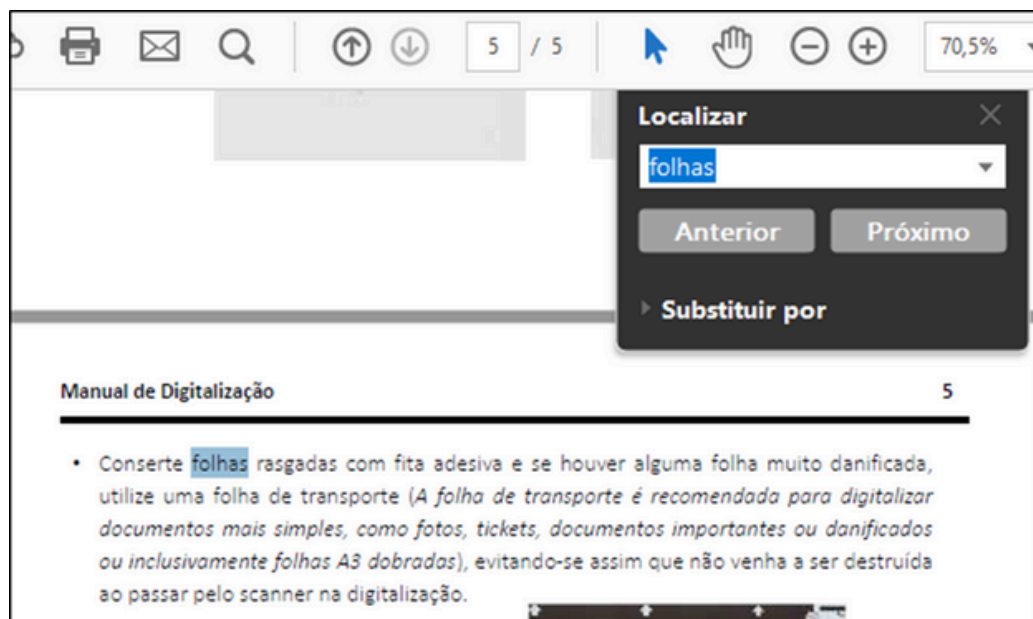 5 / 5
70,5%
Localizar
folhas
Anterior
Próximo
Substituir por
Manual de Digitalização 5
• Conserte folhas rasgadas com fita adesiva e se houver alguma folha muito danificada,
utilize uma folha de transporte (A folha de transporte é recomendada para digitalizar
documentos mais simples, como fotos, tickets, documentos importantes ou danificados
ou inclusivamente folhas A3 dobradas), evitando-se assim que não venha a ser destruída
ao passar pelo scanner na digitalização.